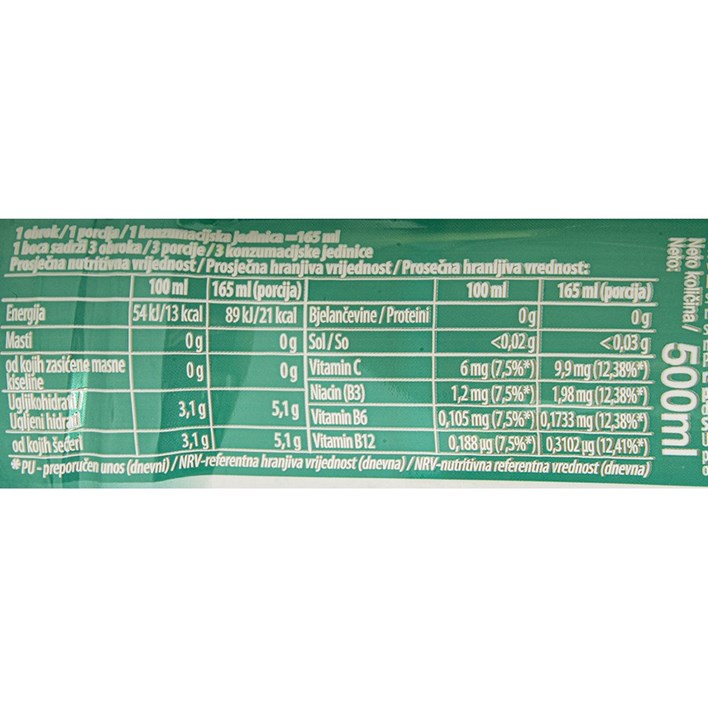 1 obrok/1 porcija/1 konzumacijska jedinica =165 ml
1 boca sadrži 3 obroka/3 porcije/3 konzumacijske jedinice
Prosječna nutritivna vrijednost/Prosječna hranjiva vrijednost/Prosečna hranljiva vrednost:
100 ml 165 ml (porcija) 100 ml 165 ml (porcija)
Energija 54 kJ/13 kcal 89 kJ/21 kcal Bjelančevine/Proteini 0 g 0 g
Masti 0 g 0 g Sol/So <0,02 g <0,03 g
od kojih zasićene masne kiseline 0 g 0 g Vitamin C 6 mg (7,5%*) 9,9 mg (12,38%*)
Niacin (B3) 1,2 mg (7,5%*) 1,98 mg (12,38%*)
Ugljikohidrati/
Ugljeni hidrati 3,1 g 5,1 g Vitamin B6 0,105 mg (7,5%*) 0,1733 mg (12,38%*)
od kojih šećeri 3,1 g 5,1 g Vitamin B12 0,188 µg (7,5%*) 0,3102 µg (12,41%*)
*PU - preporučen unos (dnevni) / NRV-referentna hranjiva vrijednost (dnevna) / NRV-nutritivna referentna vrednost (dnevna)
Neto količina /
Neto:
500ml